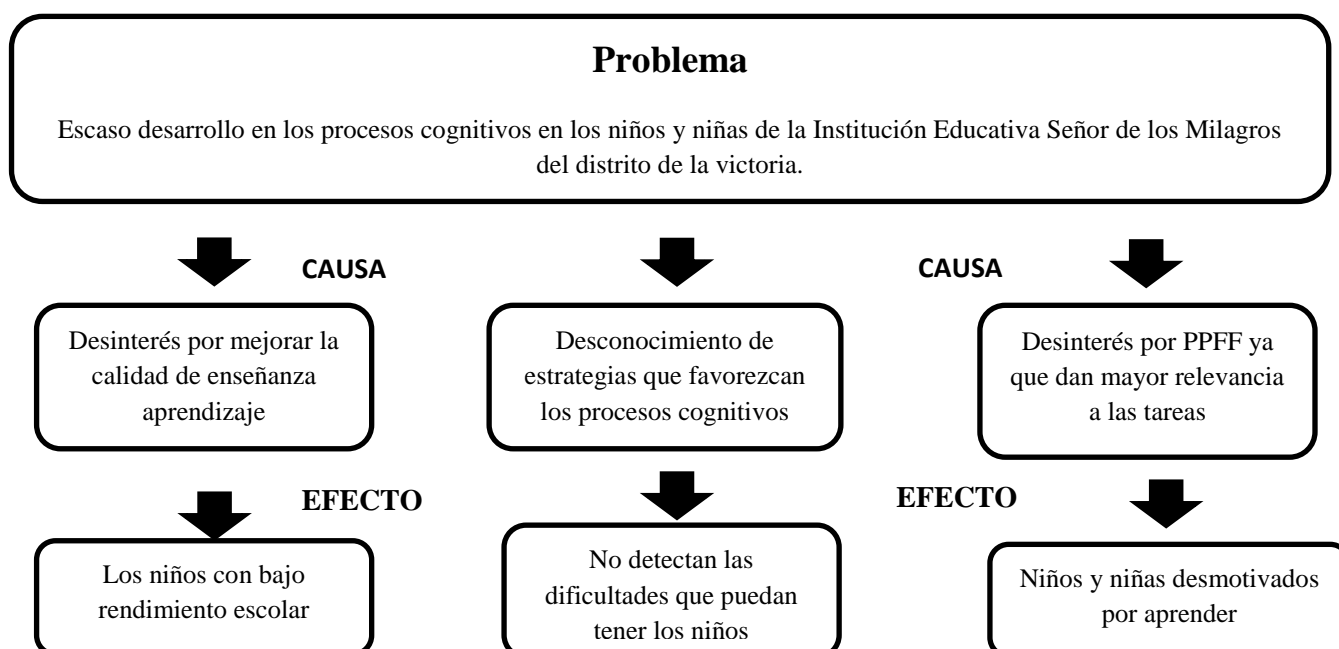 Problema
Escaso desarrollo en los procesos cognitivos en los niños y niñas de la Institución Educativa Señor de los Milagros
del distrito de la victoria.
CAUSA
CAUSA
Desinterés por mejorar la
calidad de enseñanza
aprendizaje
Desconocimiento de
estrategias que favorezcan
los procesos cognitivos
Desinterés por PPFF ya
que dan mayor relevancia
a las tareas
EFECTO
EFECTO
Los niños con bajo
rendimiento escolar
No detectan las
dificultades que puedan
tener los niños
Niños y niñas desmotivados
por aprender